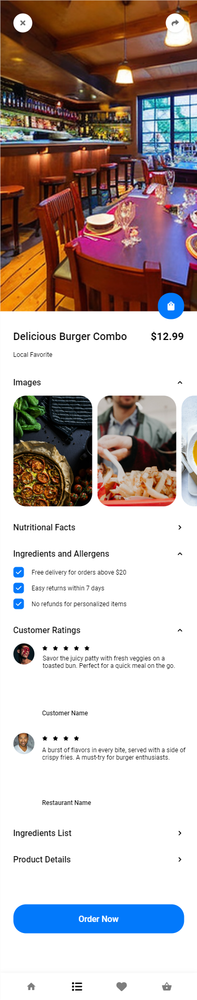 Delicious Burger Combo $12.99
Local Favorite
Images
Nutritional Facts
Ingredients and Allergens
Free delivery for orders above $20
Easy returns within 7 days
No refunds for personalized items
Customer Ratings
Savor the juicy patty with fresh veggies on a
toasted bun. Perfect for a quick meal on the go.
Customer Name
A burst of flavors in every bite, served with a side of
crispy fries. A must-try for burger enthusiasts.
Restaurant Name
Ingredients List
Product Details
Order Now